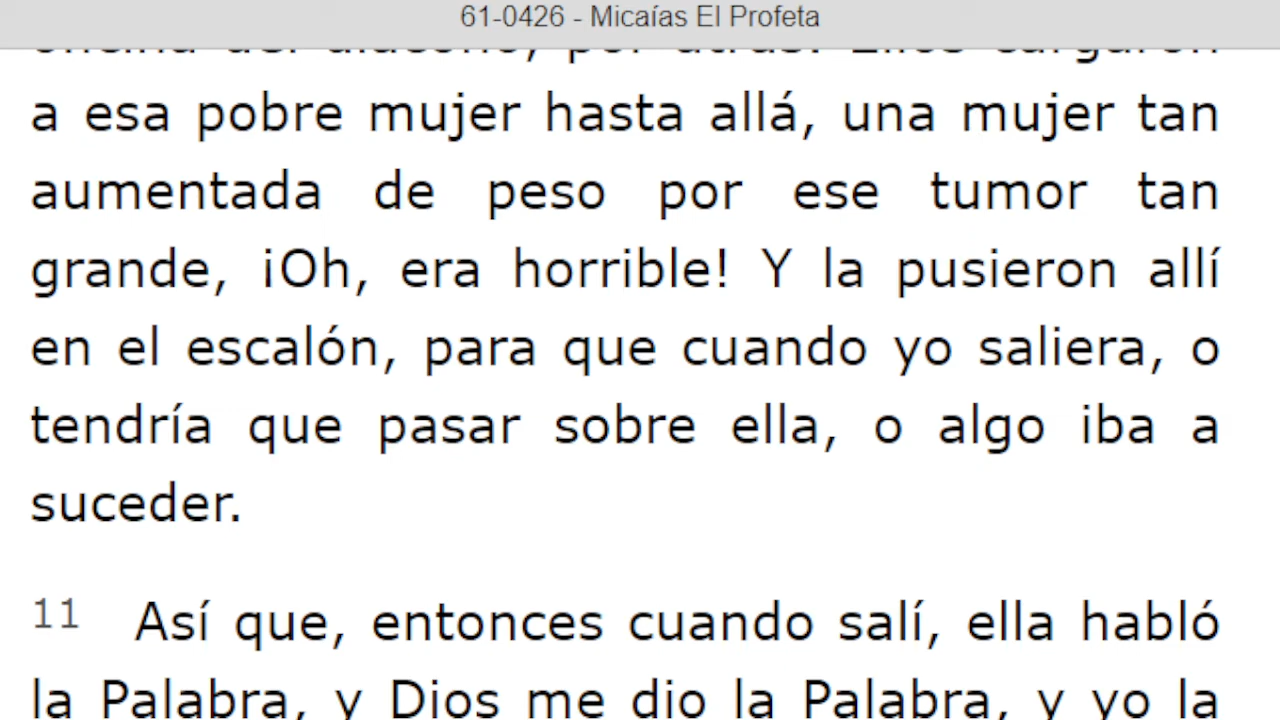 61-0426 - Micaías El Profeta
a esa pobre mujer hasta allá, una mujer tan
aumentada de peso por ese tumor tan
grande, ¡Oh, era horrible! Y la pusieron allí
en el escalón, para que cuando yo saliera, o
tendría que pasar sobre ella, o algo iba a
suceder.
11 Así que, entonces cuando salí, ella habló
la Palabra, y Dios me dio la Palabra, y yo la